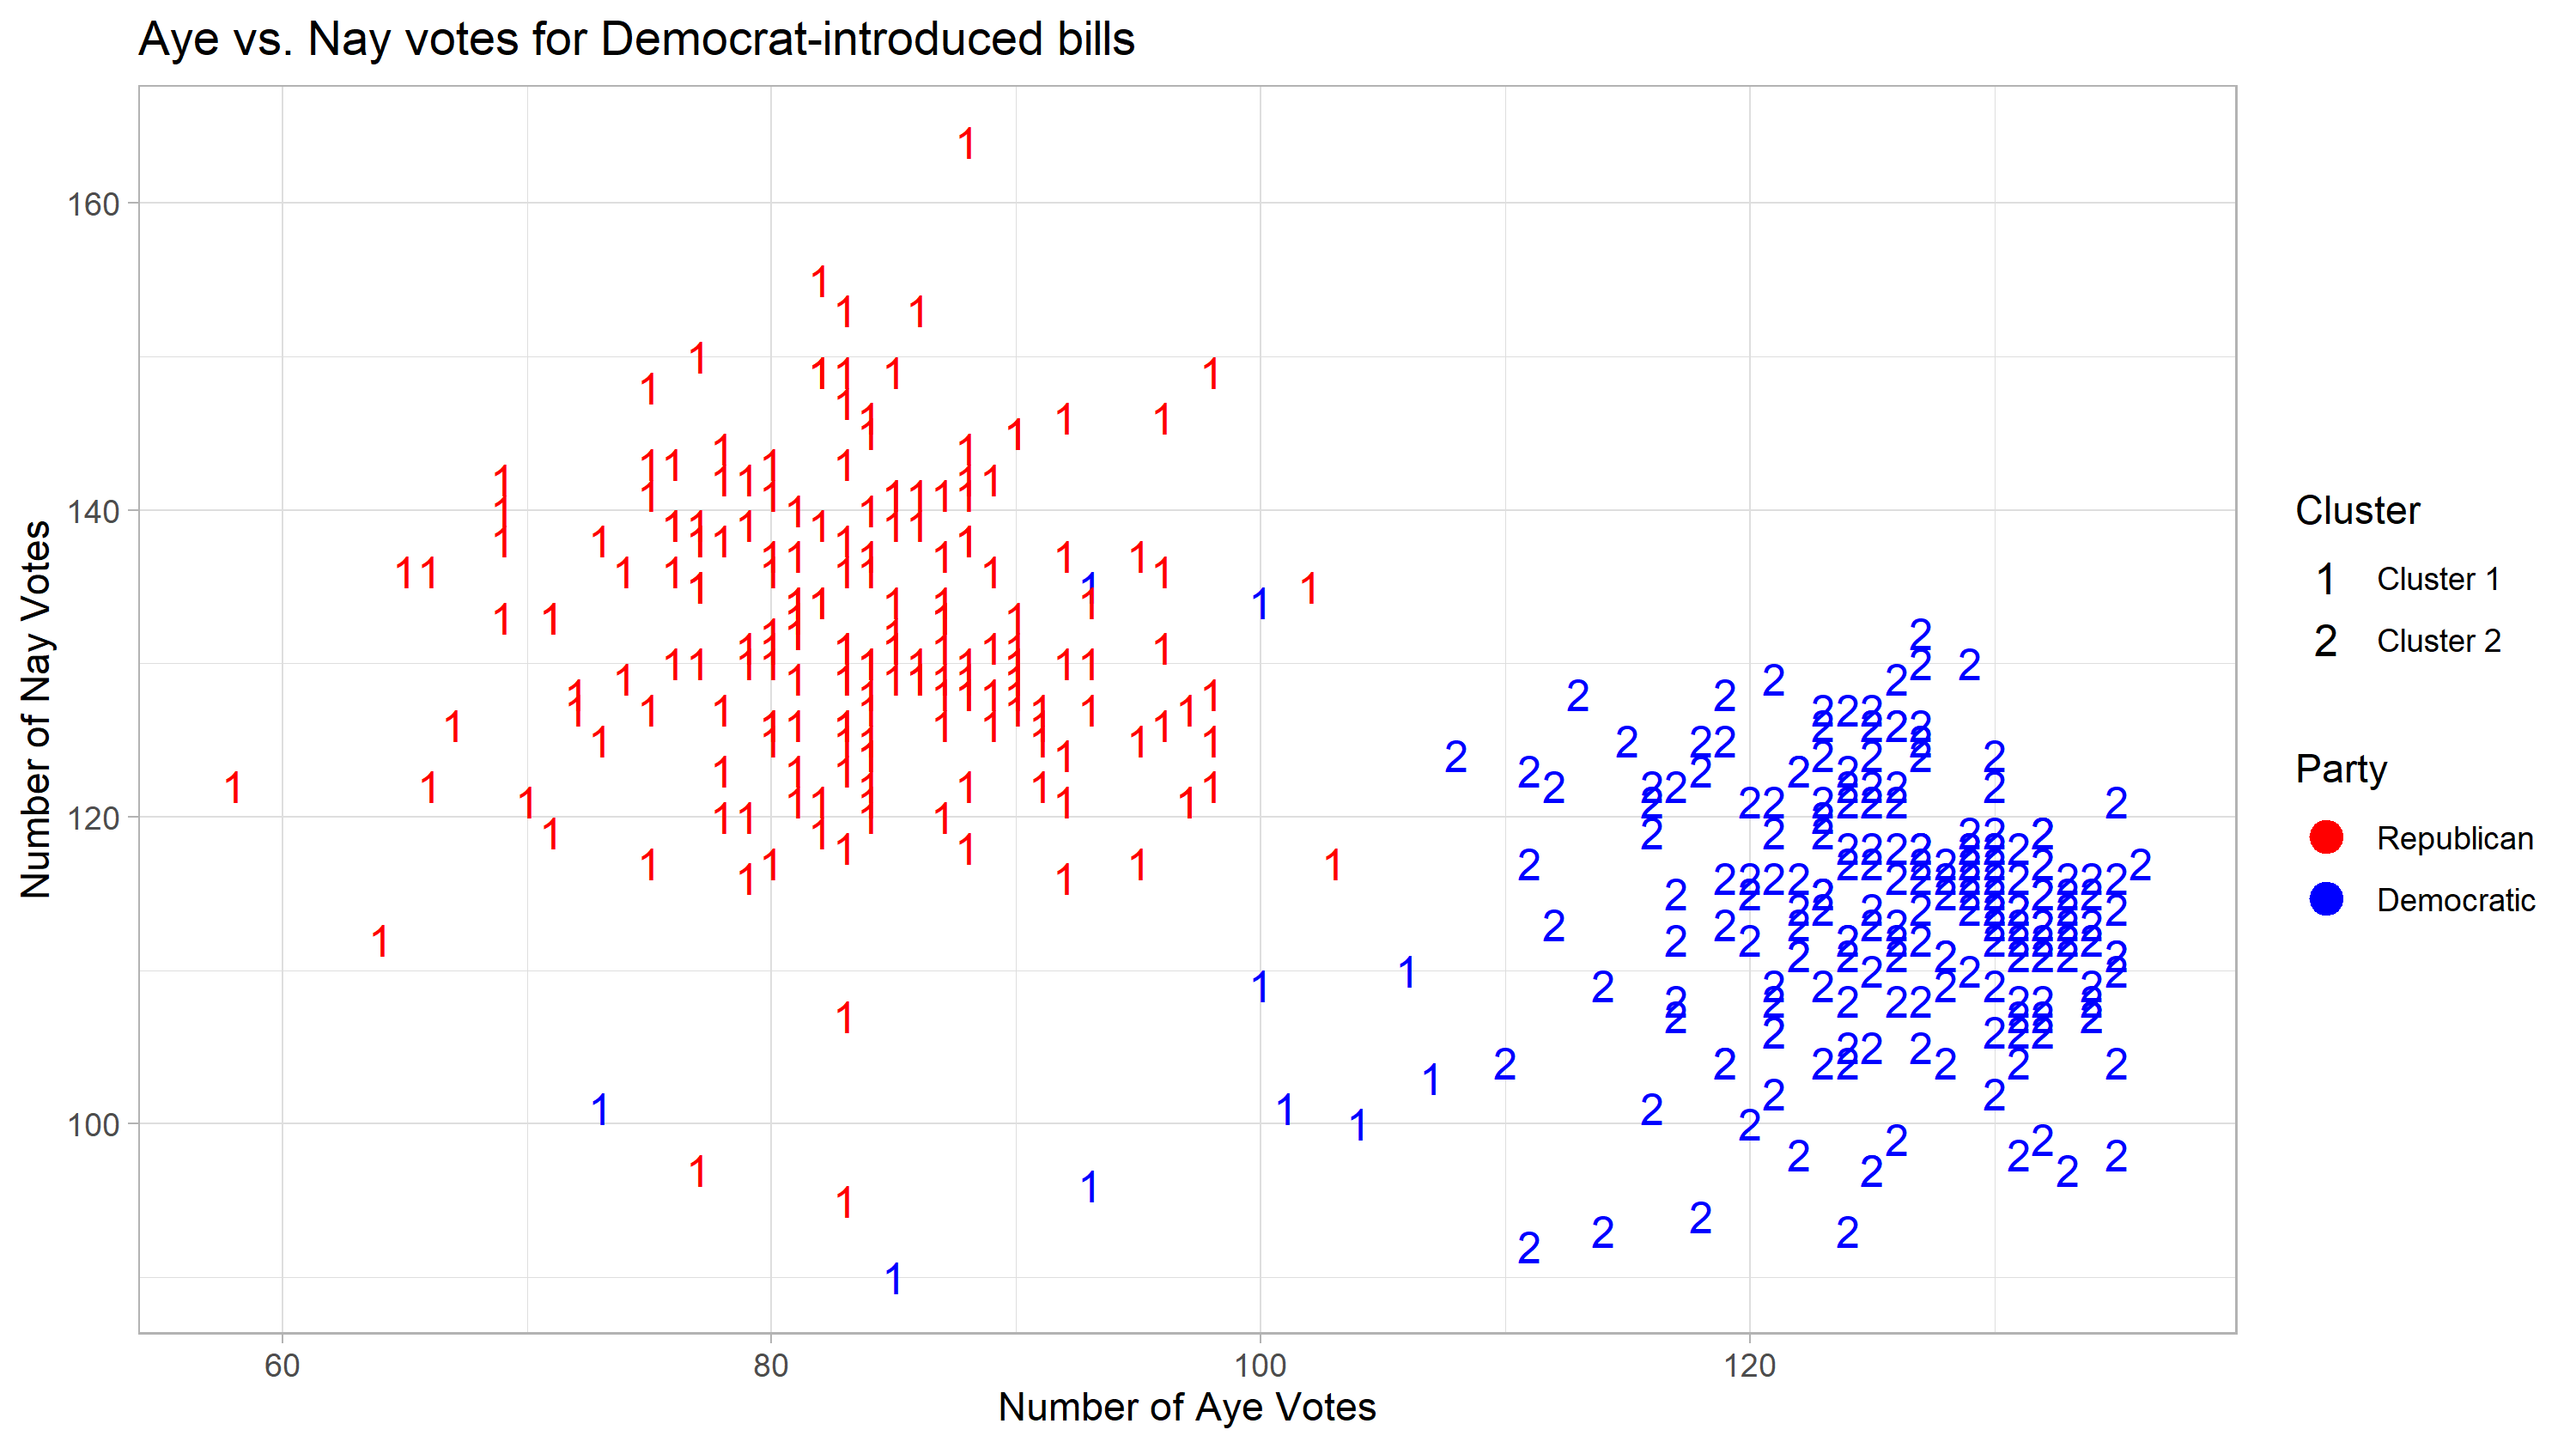 Aye vs. Nay votes for Democrat-introduced bills
Number of Nay Votes
160
140
120
100
60
80
100
120
Number of Aye Votes
Cluster
1 Cluster 1
2 Cluster 2
Party
Republican
Democratic